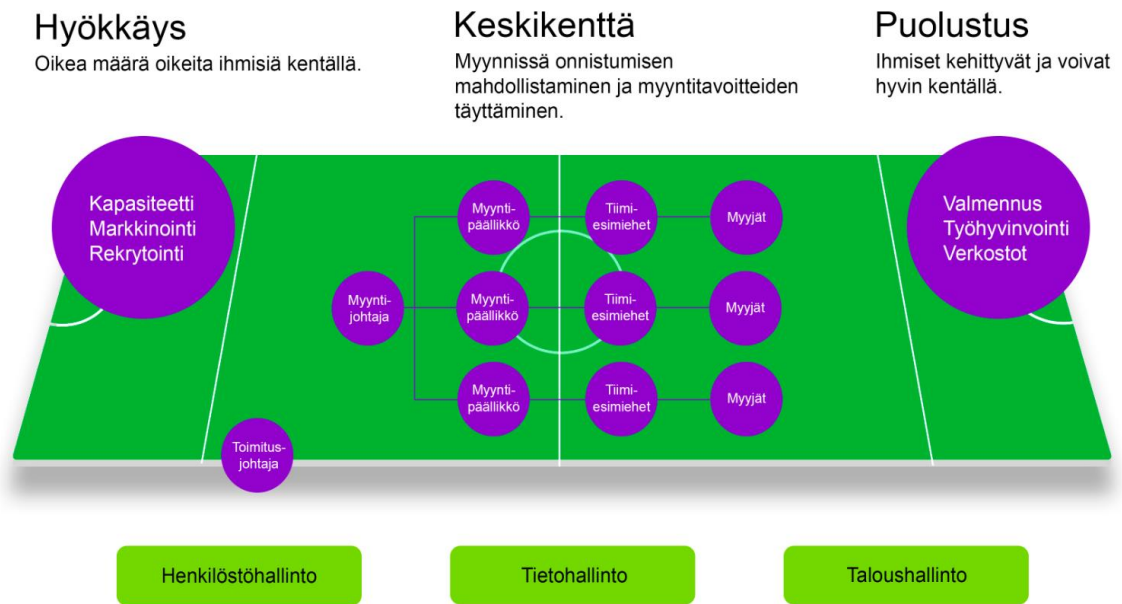 Hyökkäys
Oikea määrä oikeita ihmisiä kentällä.
Keskikenttä
Myynnissä onnistumisen
mahdollistaminen ja myyntitavoitteiden
täyttäminen.
Puolustus
Ihmiset kehittyvät ja voivat
hyvin kentällä.
Kapasiteetti
Markkinointi
Rekrytointi
Myynti-
johtaja
Myynti-
päällikkö
Tiimi-
esimiehet
Myyjät
Myynti-
päällikkö
Tiimi-
esimiehet
Myyjät
Myynti-
päällikkö
Tiimi-
esimiehet
Myyjät
Valmennus
Työhyvinvointi
Verkostot
Toimitus-
johtaja
Henkilöstöhallinto
Tietohallinto
Taloushallinto